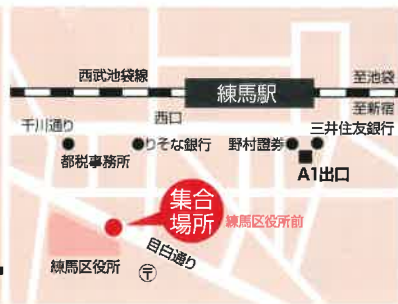 西武池袋線
練馬駅
至池袋
至新宿
千川通り
西口
三井住友銀行
都税事務所
りそな銀行
野村證券
A1出口
集合
場所
練馬区役所前
目白通り
練馬区役所
〒